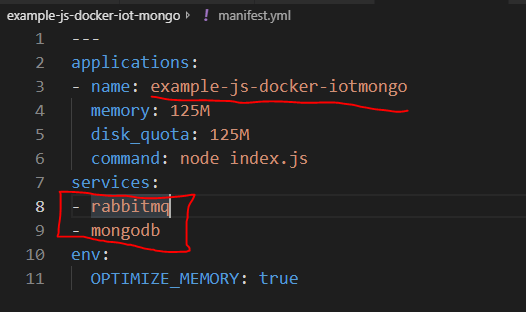 example-js-docker-iot-mongo > ! manifest.yml
1 ---
2 applications:
3 - name: example-js-docker-iotmongo
4   memory: 125M
5   disk_quota: 125M
6   command: node index.js
7 services:
8 - rabbitmq
9 - mongodb
10 env:
11   OPTIMIZE_MEMORY: true